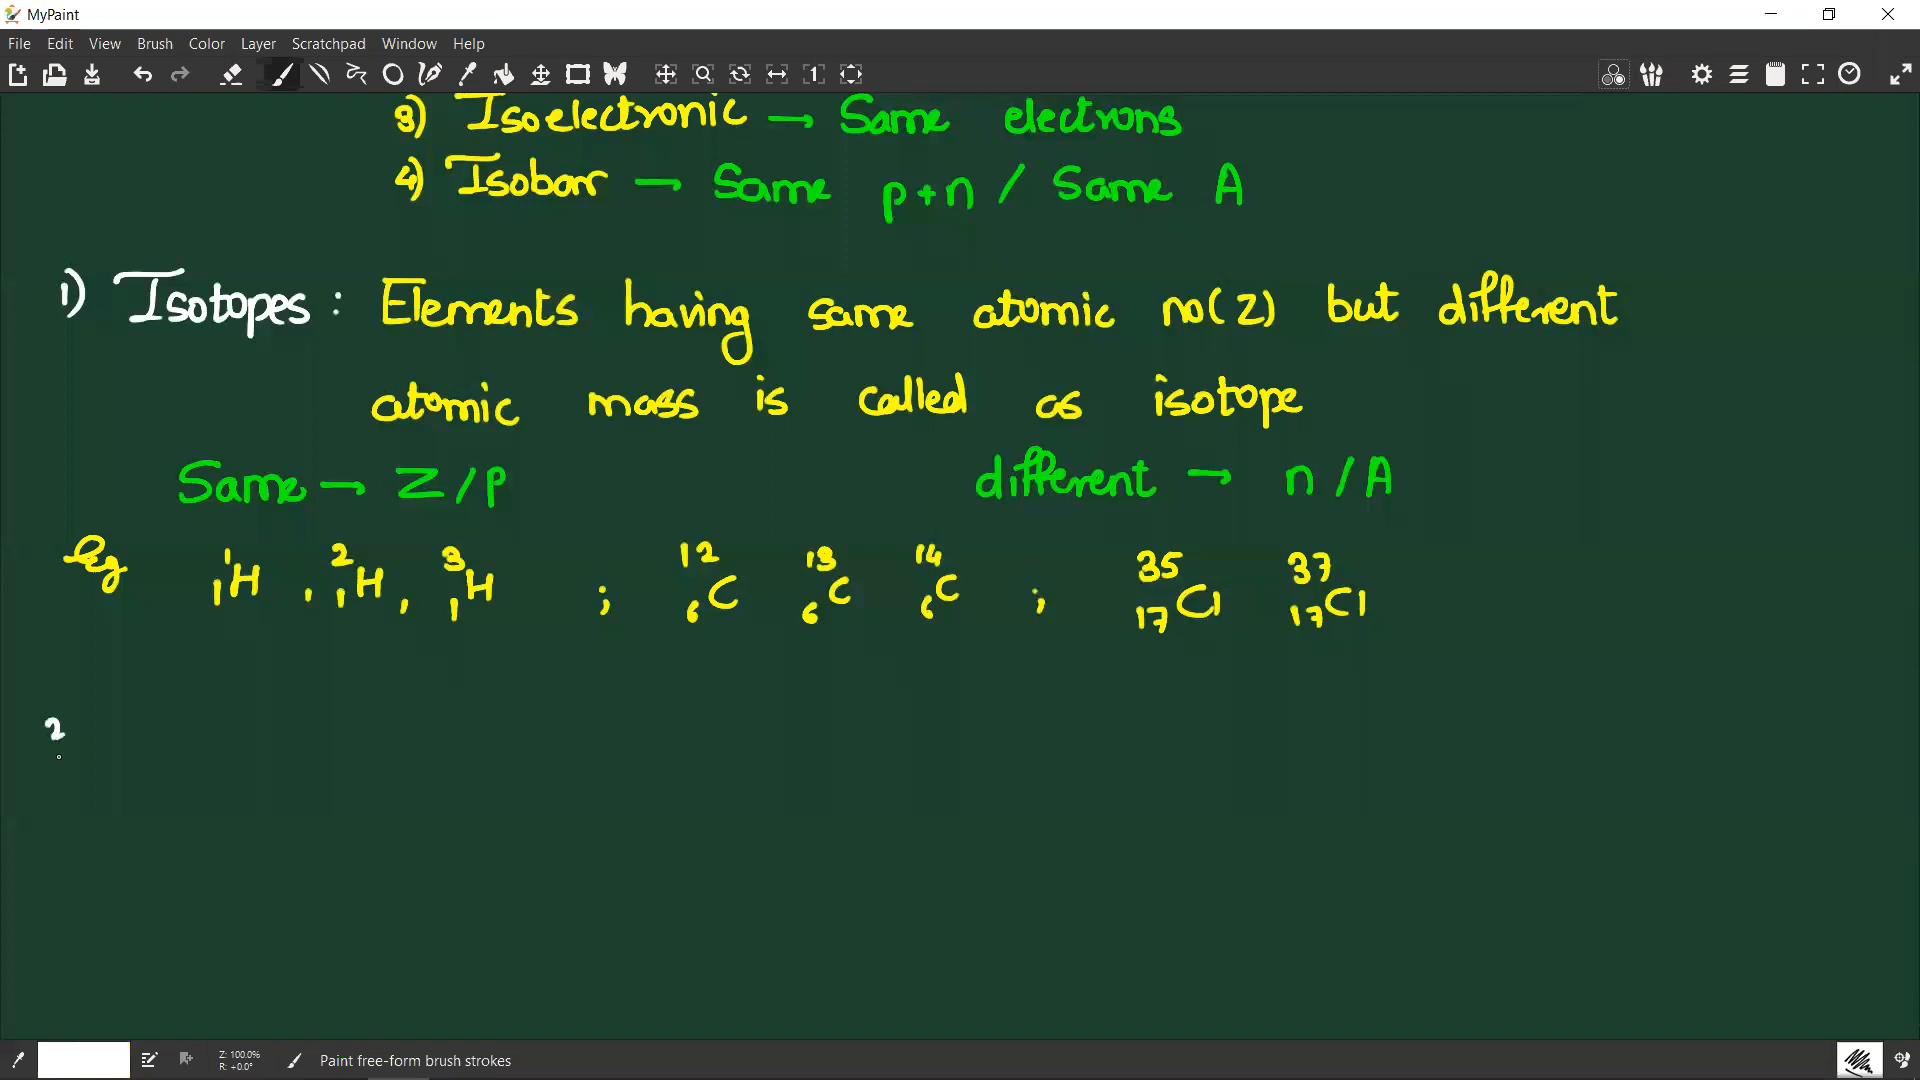 MyPaint
File Edit View Brush Color Layer Scratchpad Window Help
3) Isoelectronic → Same electrons
4) Isobar → Same p+n / Same A
1) Isotopes : Elements having same atomic no(Z) but different
atomic mass is called as isotope
Same → Z/p different → n/A
Eg ¹₁H , ²₁H , ³₁H ; ¹²₆C ¹³₆C ¹⁴₆C ; ³⁵₁₇Cl ³⁷₁₇Cl
2
Z: 100.0%
R: +0.0°
Paint free-form brush strokes